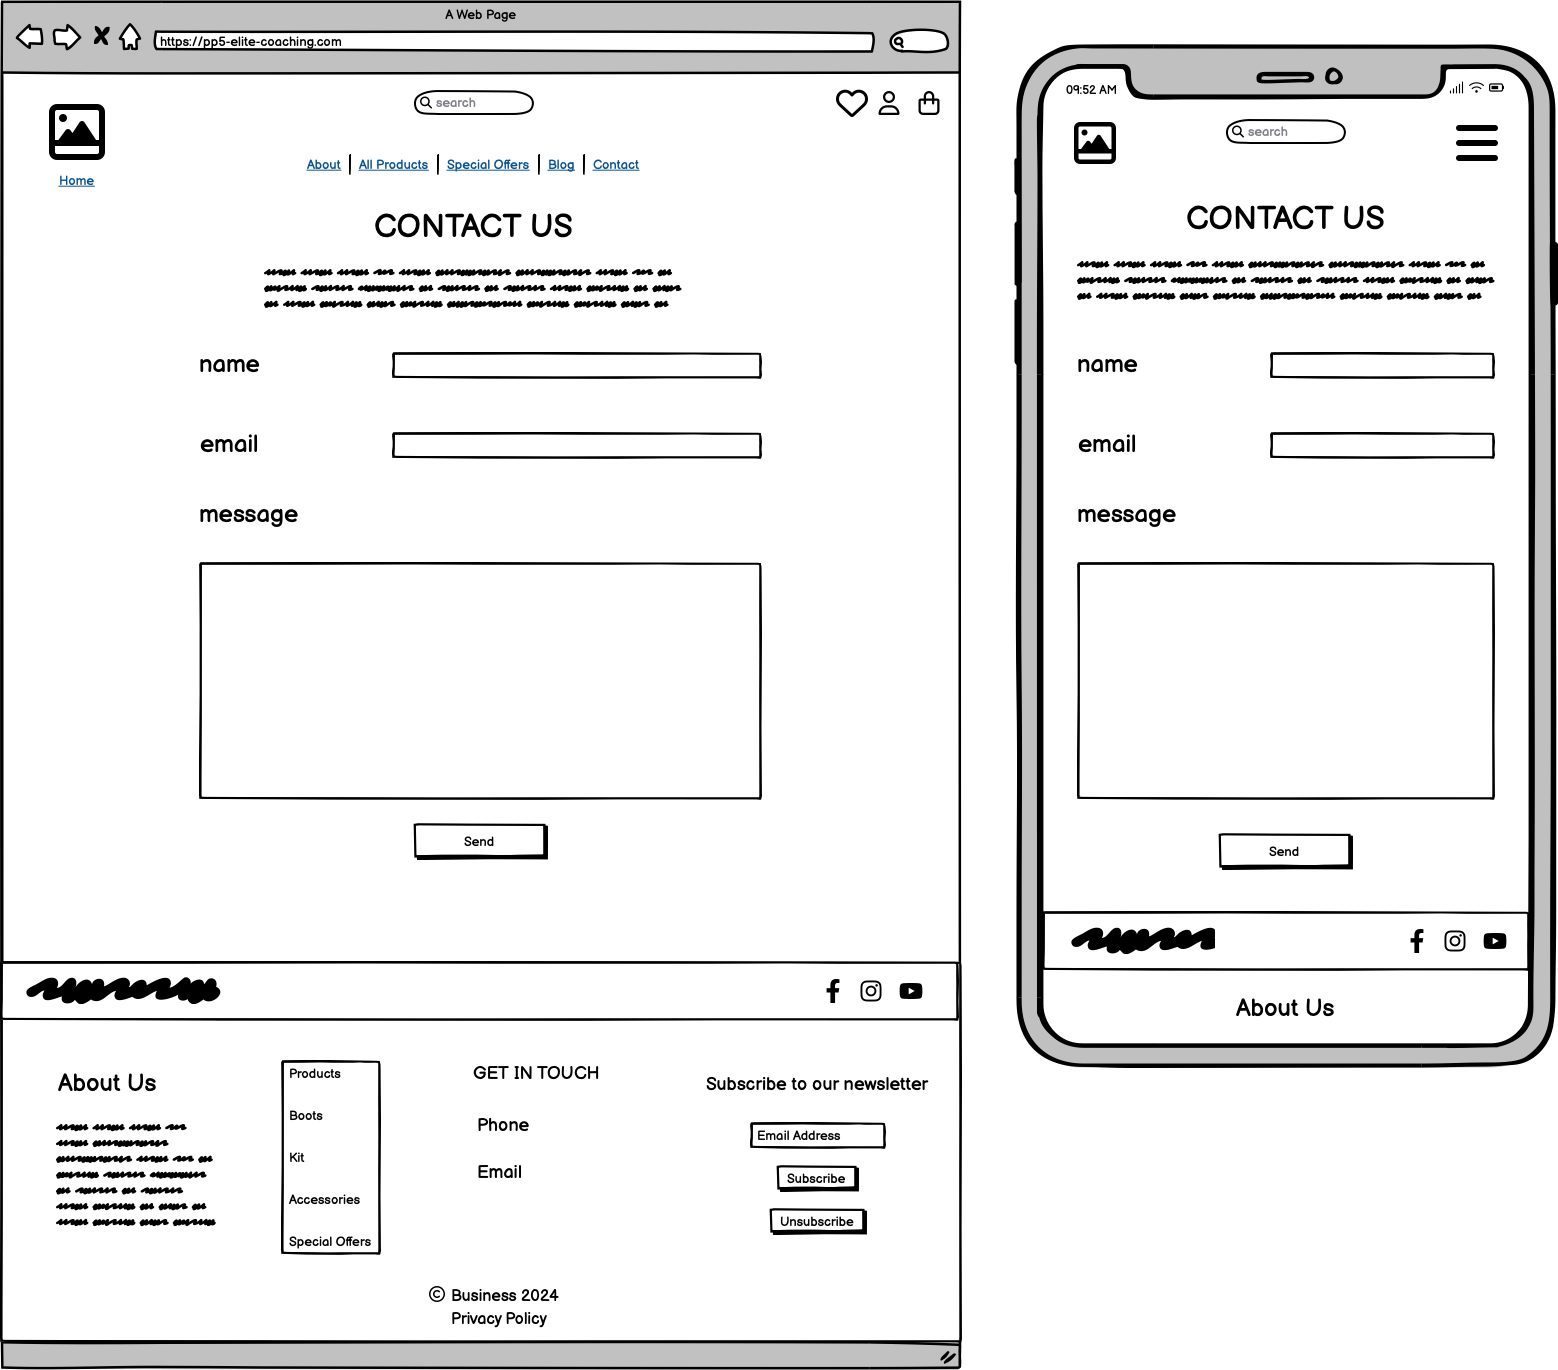 A Web Page
https://pp5-elite-coaching.com
search
Home
About | All Products | Special Offers | Blog | Contact
CONTACT US
name
email
message
Send
About Us
Products
Boots
Kit
Accessories
Special Offers
GET IN TOUCH
Phone
Email
Subscribe to our newsletter
Email Address
Subscribe
Unsubscribe
© Business 2024
Privacy Policy
09:52 AM
search
CONTACT US
name
email
message
Send
About Us